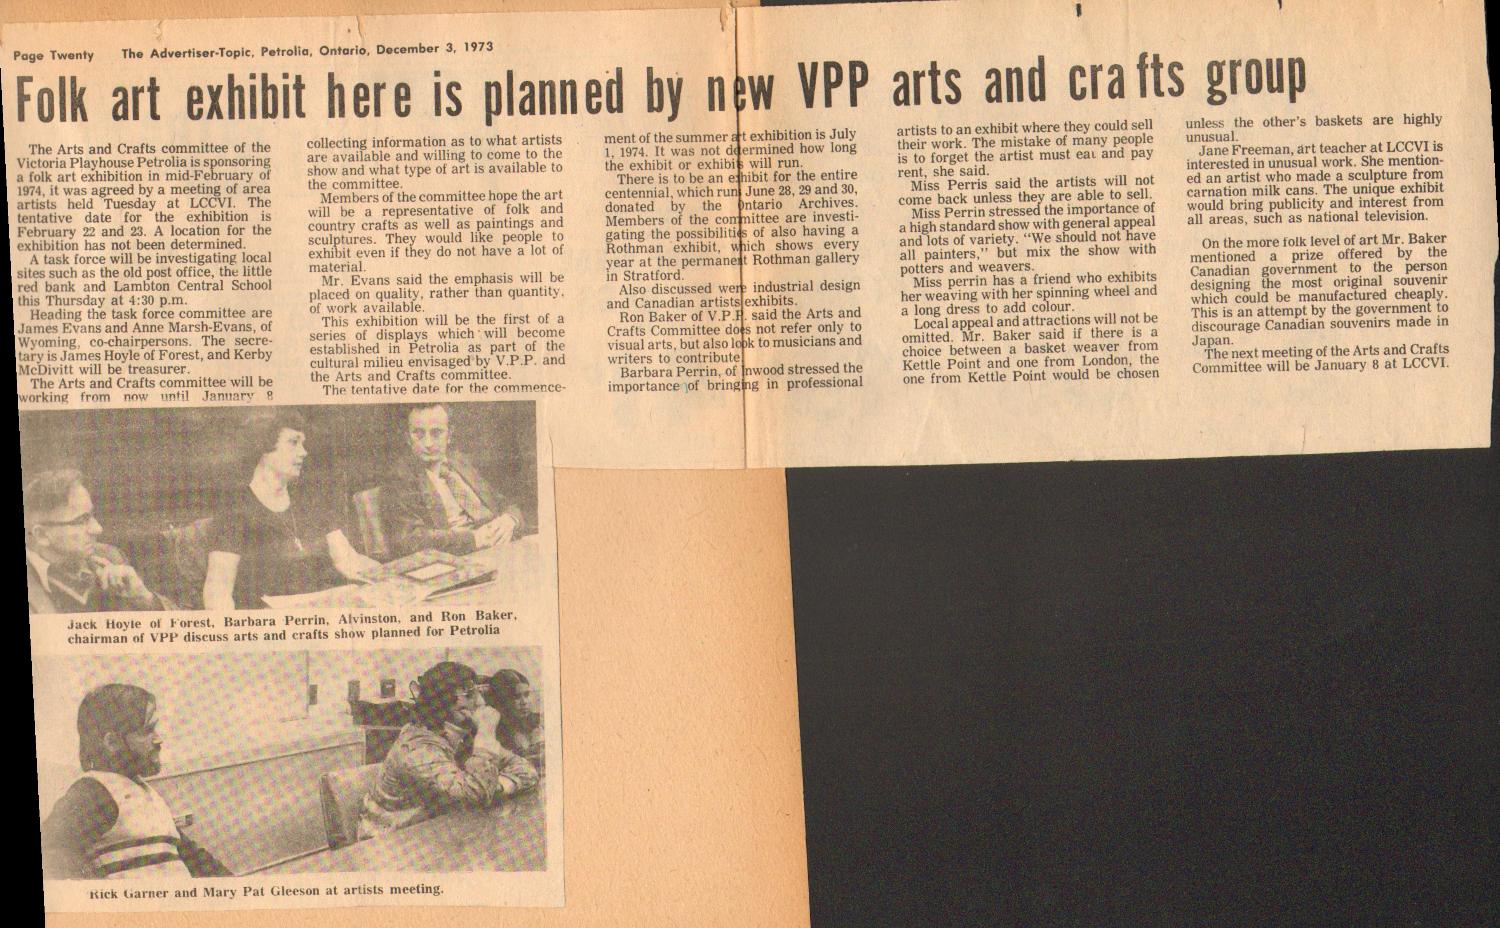 Page Twenty The Advertiser-Topic, Petrolia, Ontario, December 3, 1973
Folk art exhibit here is planned by new VPP arts and crafts group
The Arts and Crafts committee of the
Victoria Playhouse Petrolia is sponsoring
a folk art exhibition in mid-February of
1974, it was agreed by a meeting of area
artists held Tuesday at LCCVI. The
tentative date for the exhibition is
February 22 and 23. A location for the
exhibition has not been determined.
A task force will be investigating local
sites such as the old post office, the little
red bank and Lambton Central School
this Thursday at 4:30 p.m.
Heading the task force committee are
James Evans and Anne Marsh-Evans, of
Wyoming, co-chairpersons. The secre-
tary is James Hoyle of Forest, and Kerby
McDivitt will be treasurer.
The Arts and Crafts committee will be
working from now until January 8
collecting information as to what artists
are available and willing to come to the
show and what type of art is available to
the committee.
Members of the committee hope the art
will be a representative of folk and
country crafts as well as paintings and
sculptures. They would like people to
exhibit even if they do not have a lot of
material.
Mr. Evans said the emphasis will be
placed on quality, rather than quantity,
of work available.
This exhibition will be the first of a
series of displays which will become
established in Petrolia as part of the
cultural milieu envisaged by V.P.P. and
the Arts and Crafts committee.
The tentative date for the commence-
ment of the summer art exhibition is July
1, 1974. It was not determined how long
the exhibit or exhibits will run.
There is to be an exhibit for the entire
centennial, which runs June 28, 29 and 30,
donated by the Ontario Archives.
Members of the committee are investi-
gating the possibilities of also having a
Rothman exhibit, which shows every
year at the permanent Rothman gallery
in Stratford.
Also discussed were industrial design
and Canadian artists exhibits.
Ron Baker of V.P.P. said the Arts and
Crafts Committee does not refer only to
visual arts, but also look to musicians and
writers to contribute.
Barbara Perrin, of Inwood stressed the
importance of bringing in professional
artists to an exhibit where they could sell
their work. The mistake of many people
is to forget the artist must eat and pay
rent, she said.
Miss Perris said the artists will not
come back unless they are able to sell.
Miss Perrin stressed the importance of
a high standard show with general appeal
and lots of variety. "We should not have
all painters," but mix the show with
potters and weavers.
Miss perrin has a friend who exhibits
her weaving with her spinning wheel and
a long dress to add colour.
Local appeal and attractions will not be
omitted. Mr. Baker said if there is a
choice between a basket weaver from
Kettle Point and one from London, the
one from Kettle Point would be chosen
unless the other's baskets are highly
unusual.
Jane Freeman, art teacher at LCCVI is
interested in unusual work. She mention-
ed an artist who made a sculpture from
carnation milk cans. The unique exhibit
would bring publicity and interest from
all areas, such as national television.
On the more folk level of art Mr. Baker
mentioned a prize offered by the
Canadian government to the person
designing the most original souvenir
which could be manufactured cheaply.
This is an attempt by the government to
discourage Canadian souvenirs made in
Japan.
The next meeting of the Arts and Crafts
Committee will be January 8 at LCCVI.
Jack Hoyle of Forest, Barbara Perrin, Alvinston, and Ron Baker,
chairman of VPP discuss arts and crafts show planned for Petrolia
Rick Garner and Mary Pat Gleeson at artists meeting.